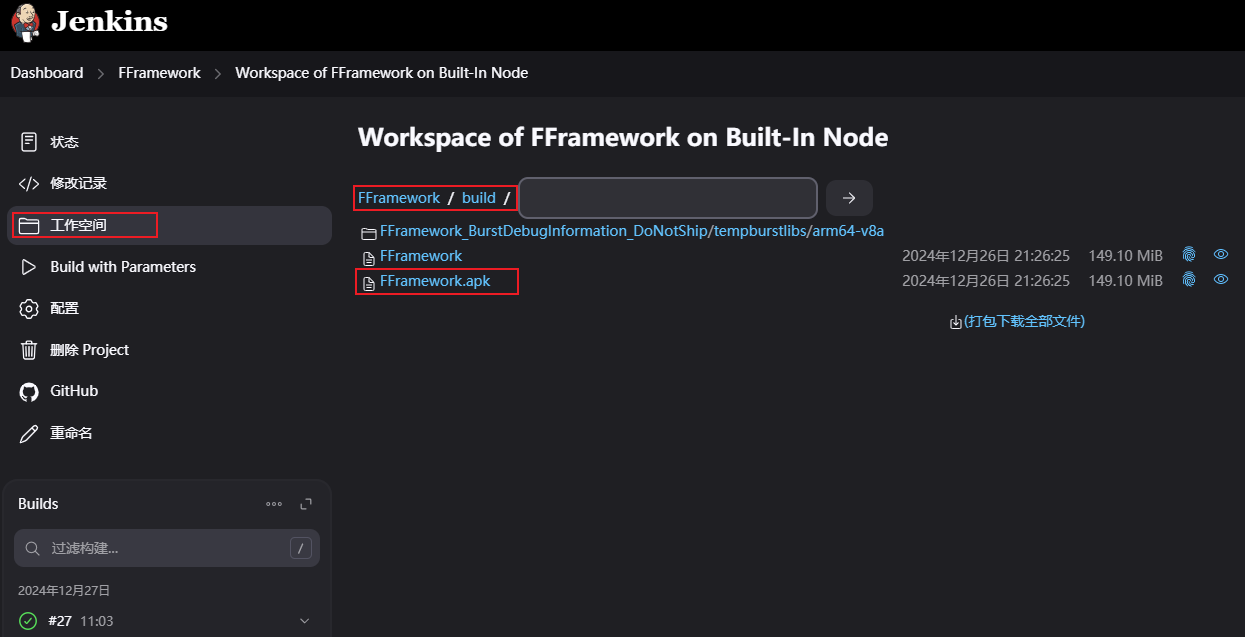 Jenkins
Dashboard > FFramework > Workspace of FFramework on Built-In Node
状态
修改记录
工作空间
Build with Parameters
配置
删除 Project
GitHub
重命名
Builds
过滤构建...
/
2024年12月27日
#27 11:03
Workspace of FFramework on Built-In Node
FFramework / build /
FFramework_BurstDebugInformation_DoNotShip/tempburstlibs/arm64-v8a
FFramework 2024年12月26日 21:26:25 149.10 MiB
FFramework.apk 2024年12月26日 21:26:25 149.10 MiB
(打包下载全部文件)